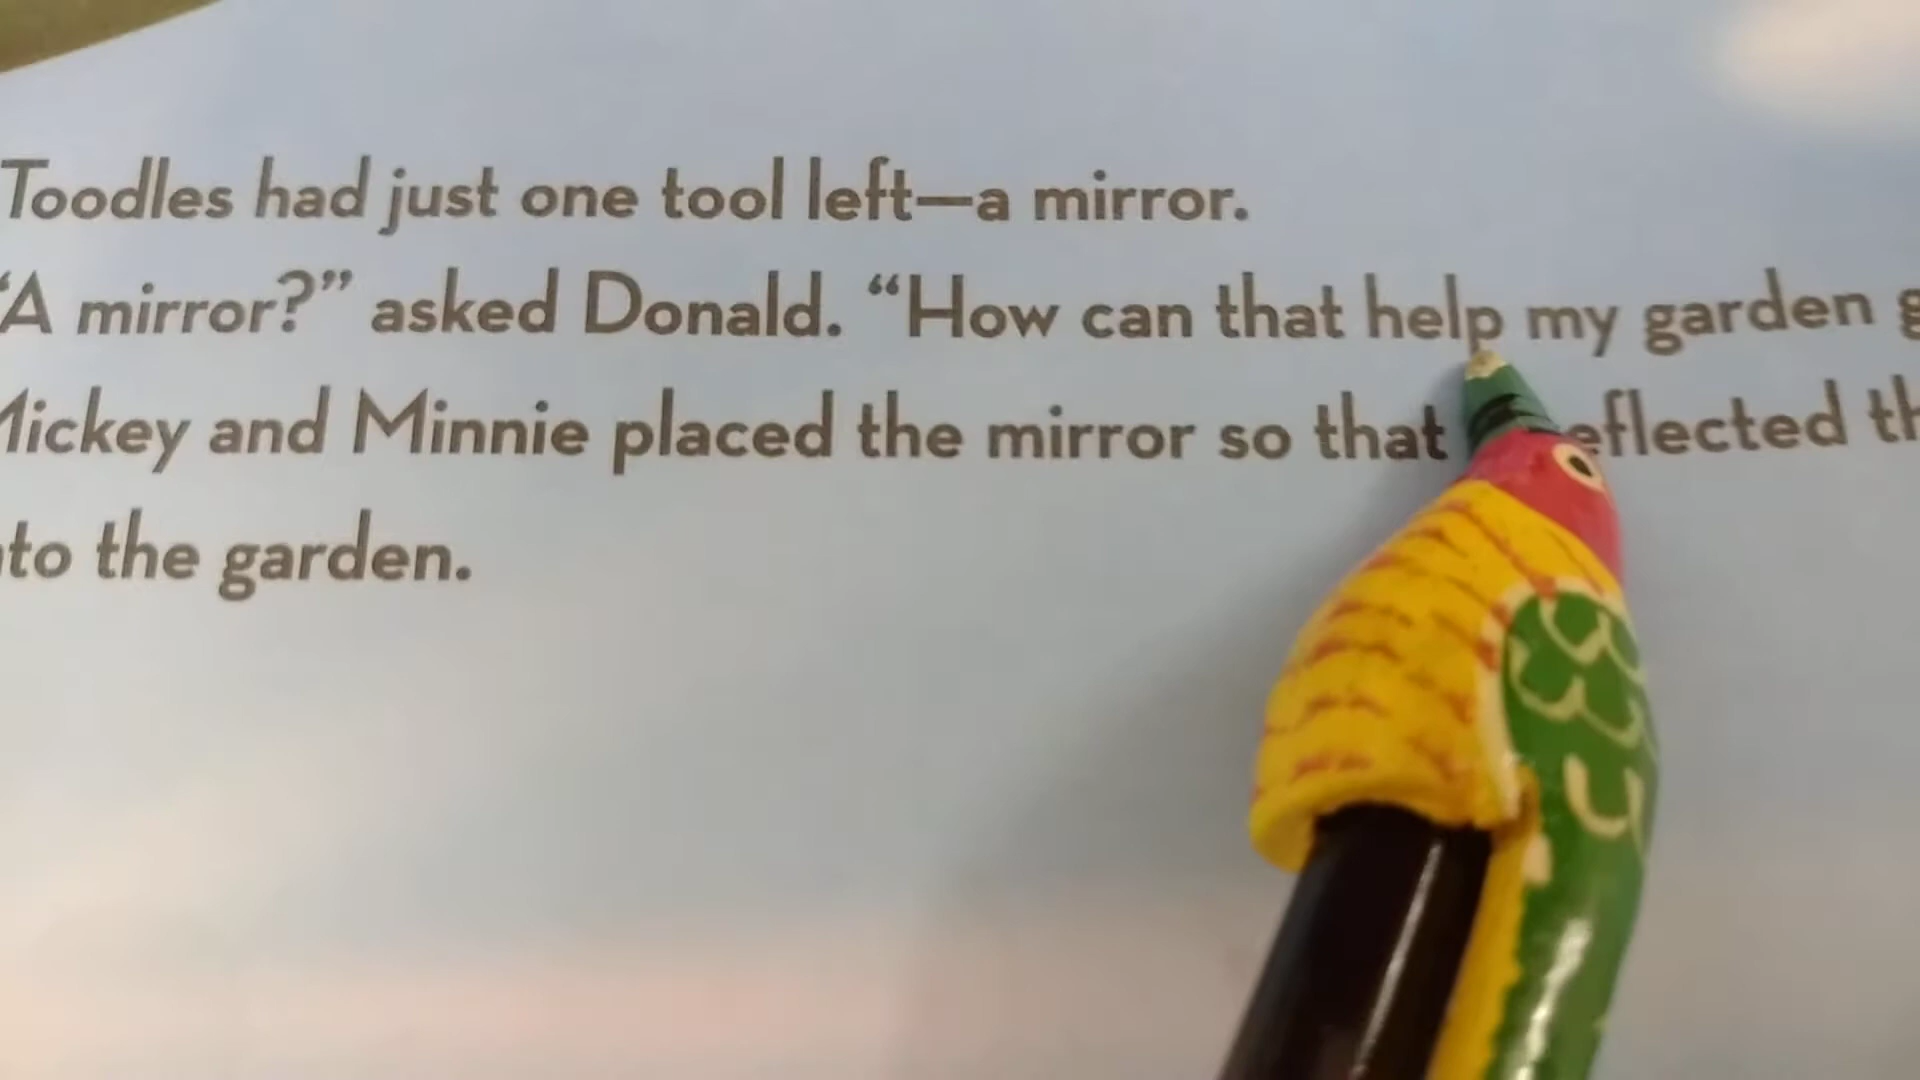 Toodles had just one tool left—a mirror.
“A mirror?” asked Donald. “How can that help my garden
Mickey and Minnie placed the mirror so that reflected
to the garden.